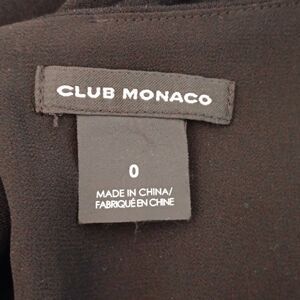 CLUB MONACO
0
MADE IN CHINA/
FABRIQUÉ EN CHINE